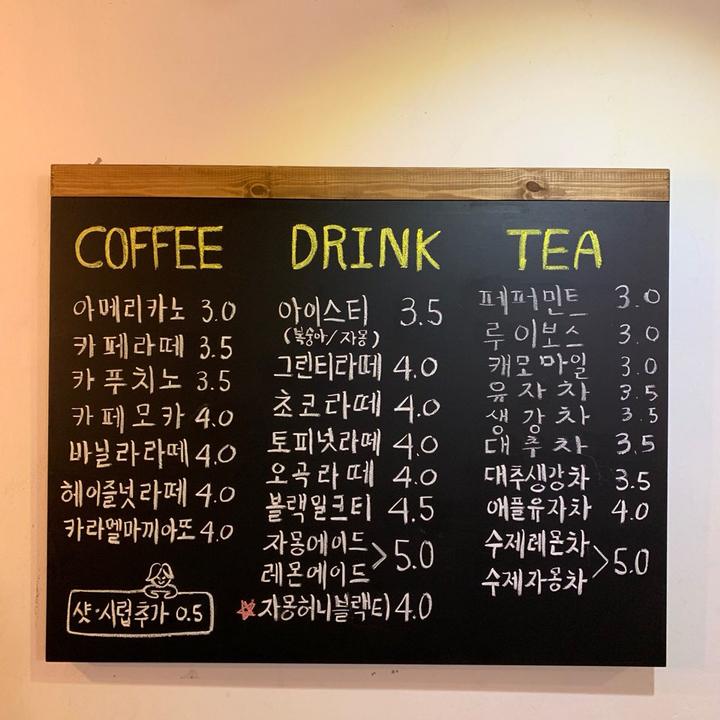 COFFEE
아메리카노 3.0
카페라떼 3.5
카푸치노 3.5
카페모카 4.0
바닐라라떼 4.0
헤이즐넛라떼 4.0
카라멜마끼아또 4.0
샷·시럽추가 0.5
DRINK
아이스티 3.5
(복숭아/자몽)
그린티라떼 4.0
초코라떼 4.0
토피넛라떼 4.0
오곡라떼 4.0
블랙밀크티 4.5
자몽에이드
레몬에이드 > 5.0
자몽허니블랙티 4.0
TEA
페퍼민트 3.0
루이보스 3.0
캐모마일 3.0
유자차 3.5
생강차 3.5
대추차 3.5
대추생강차 3.5
애플유자차 4.0
수제레몬차
수제자몽차 > 5.0